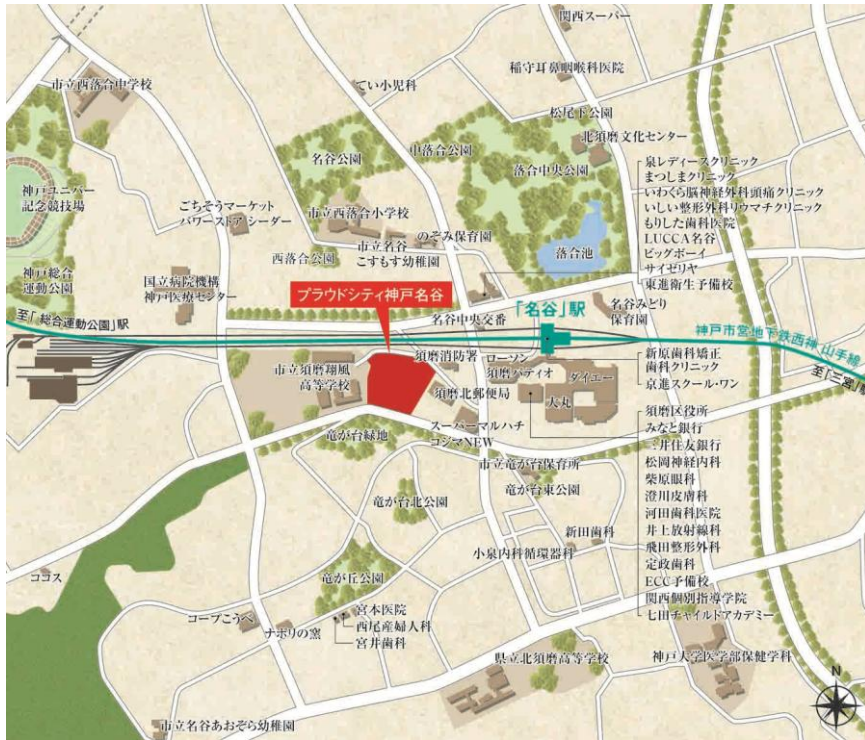 関西スーパー
稲守耳鼻咽喉科医院
市立西落合中学校
てい小児科
松尾下公園
北須磨文化センター
中落合公園
名谷公園
落合中央公園
泉レディースクリニック
まつしまクリニック
いわくら脳神経外科頭痛クリニック
いしい整形外科リウマチクリニック
もりした歯科医院
LUCCA名谷
ビッグボーイ
サイゼリヤ
東進衛生予備校
神戸ユニバー
記念競技場
ごちそうマーケット
パワーストアシーダー
市立西落合小学校
のぞみ保育園
市立名谷
こすもす幼稚園
落合池
西落合公園
神戸総合
運動公園
国立病院機構
神戸医療センター
プラウドシティ神戸名谷
名谷中央交番
「名谷」駅
名谷みどり
保育園
至「総合運動公園」駅
神戸市営地下鉄西神・山手線
至「三宮」駅
市立須磨翔風
高等学校
須磨消防署
ローソン
須磨パティオ
ダイエー
大丸
新原歯科矯正
歯科クリニック
京進スクール・ワン
須磨北郵便局
スーパーマルハチ
コジマNEW
竜が台緑地
須磨区役所
みなと銀行
三井住友銀行
松岡神経内科
柴原眼科
澄川皮膚科
河田歯科医院
井上放射線科
飛田整形外科
定政歯科
ECC予備校
関西個別指導学院
七田チャイルドアカデミー
市立竜が台保育所
竜が台東公園
竜が台北公園
新田歯科
小泉内科循環器科
竜が丘公園
ココス
コープこうべ
ナポリの窯
宮本医院
西尾産婦人科
宮井歯科
県立北須磨高等学校
神戸大学医学部保健学科
市立名谷あおぞら幼稚園
N